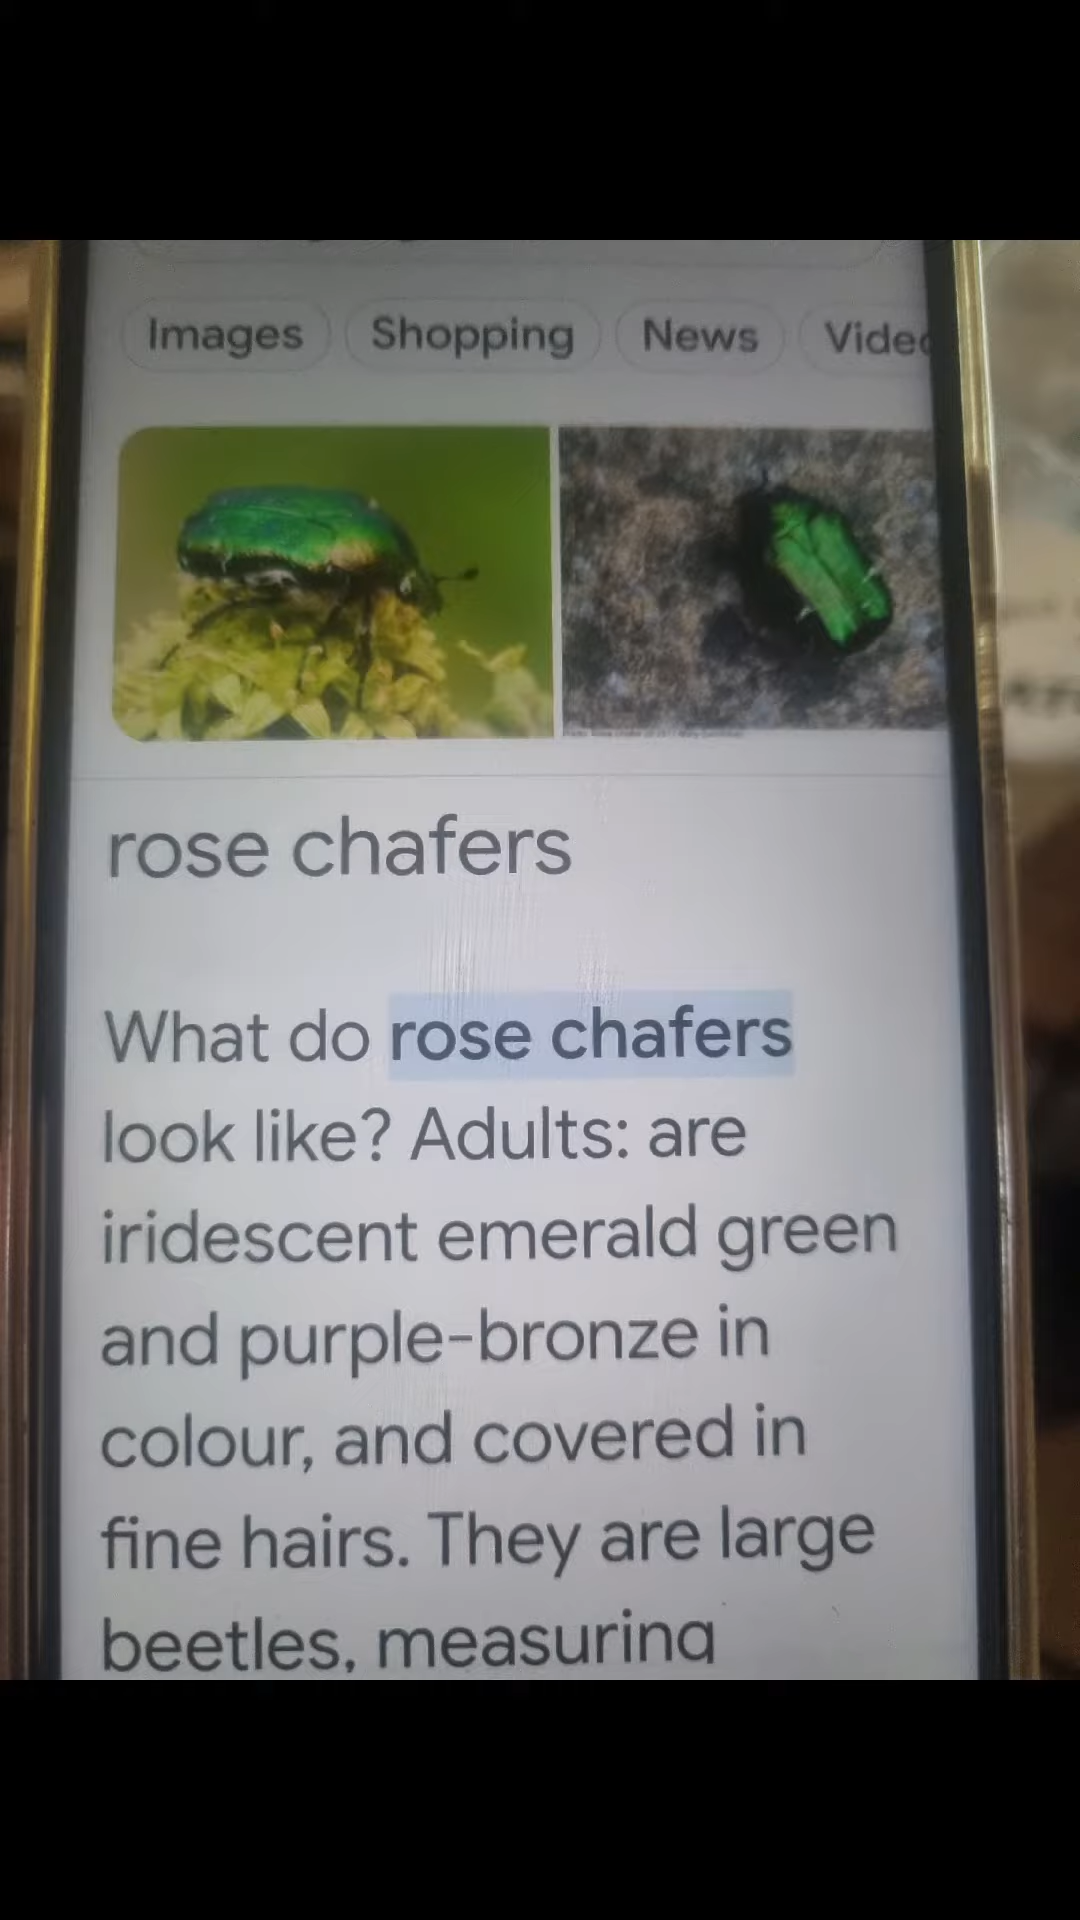 Images Shopping News Videc
rose chafers
What do rose chafers
look like? Adults: are
iridescent emerald green
and purple-bronze in
colour, and covered in
fine hairs. They are large
beetles, measuring